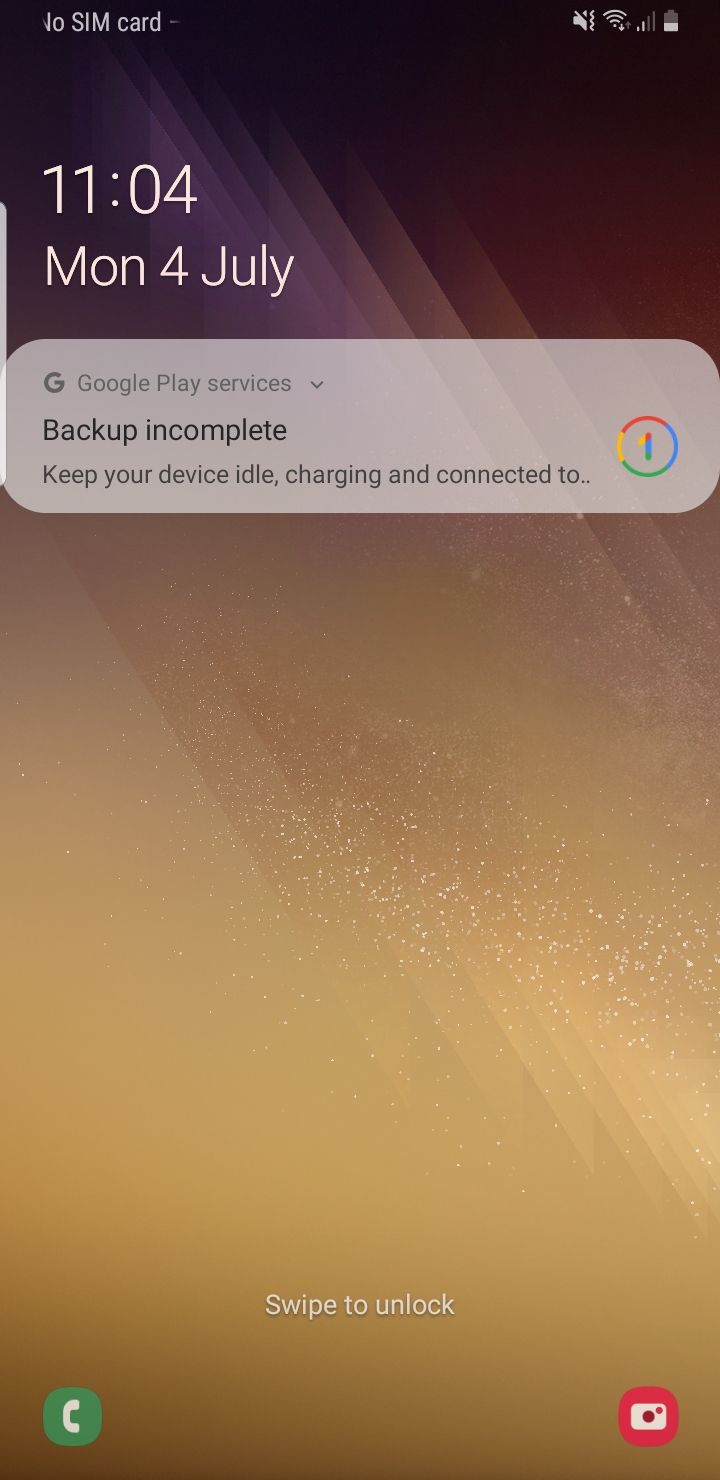 No SIM card –
11:04
Mon 4 July
Google Play services
Backup incomplete
Keep your device idle, charging and connected to..
Swipe to unlock